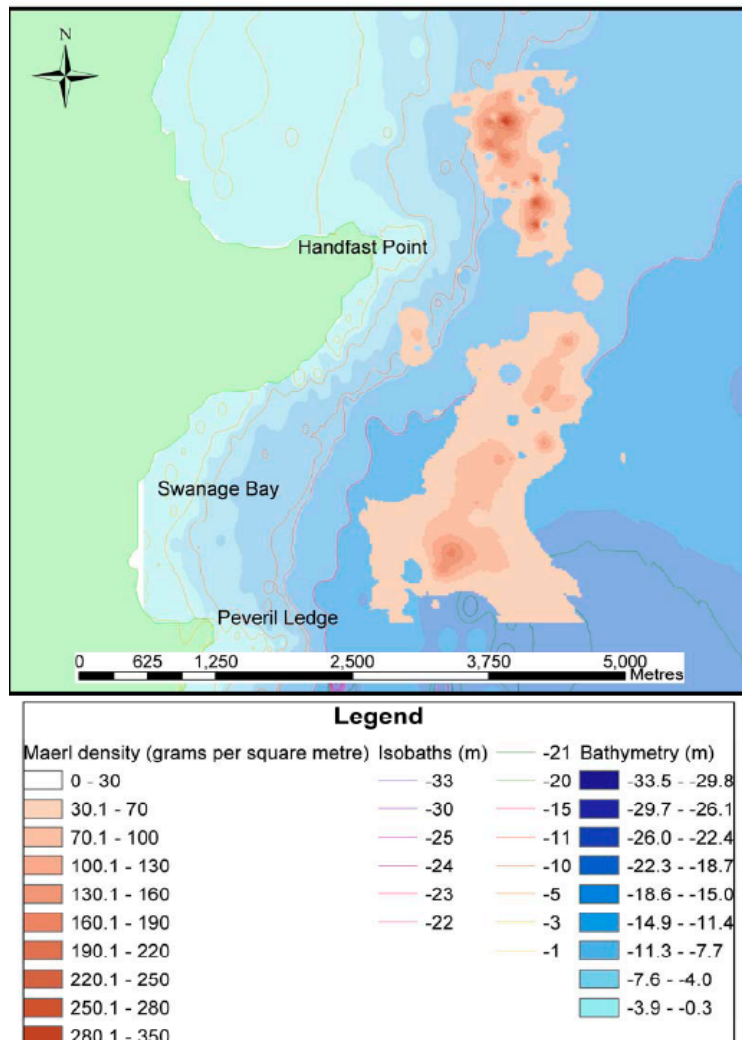 N
Handfast Point
Swanage Bay
Peveril Ledge
0 625 1,250 2,500 3,750 5,000
Metres
Legend
Maerl density (grams per square metre)
0 - 30
30.1 - 70
70.1 - 100
100.1 - 130
130.1 - 160
160.1 - 190
190.1 - 220
220.1 - 250
250.1 - 280
280.1 - 350
Isobaths (m)
-33
-30
-25
-24
-23
-22
-21
-20
-15
-11
-10
-5
-3
-1
Bathymetry (m)
-33.5 - -29.8
-29.7 - -26.1
-26.0 - -22.4
-22.3 - -18.7
-18.6 - -15.0
-14.9 - -11.4
-11.3 - -7.7
-7.6 - -4.0
-3.9 - -0.3